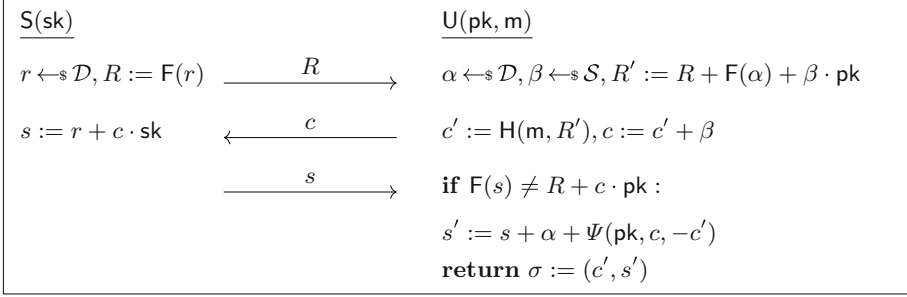 S(sk) U(pk, m)
r ←$ 𝒟, R := F(r) R α ←$ 𝒟, β ←$ 𝒮, R′ := R + F(α) + β · pk
s := r + c · sk c c′ := H(m, R′), c := c′ + β
s if F(s) ≠ R + c · pk :
s′ := s + α + Ψ(pk, c, −c′)
return σ := (c′, s′)